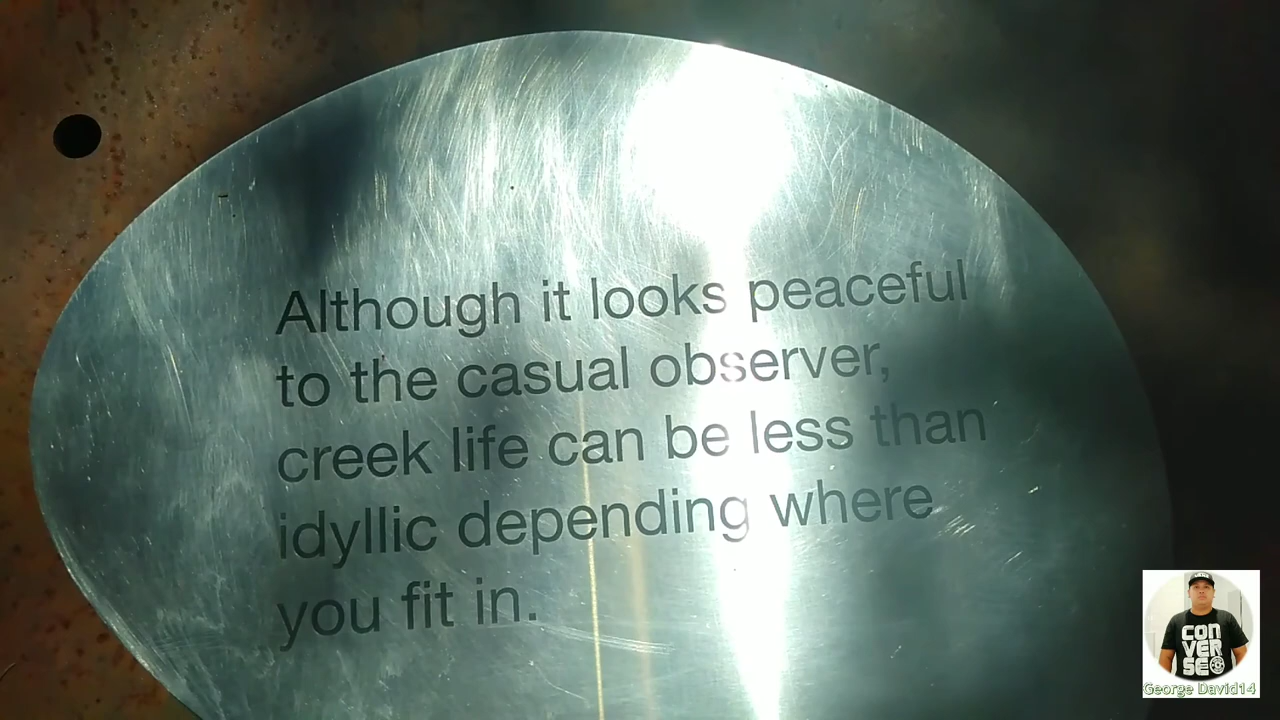 Although it looks peaceful
to the casual observer,
creek life can be less than
idyllic depending where
you fit in.
CON
VER
SE
George David14